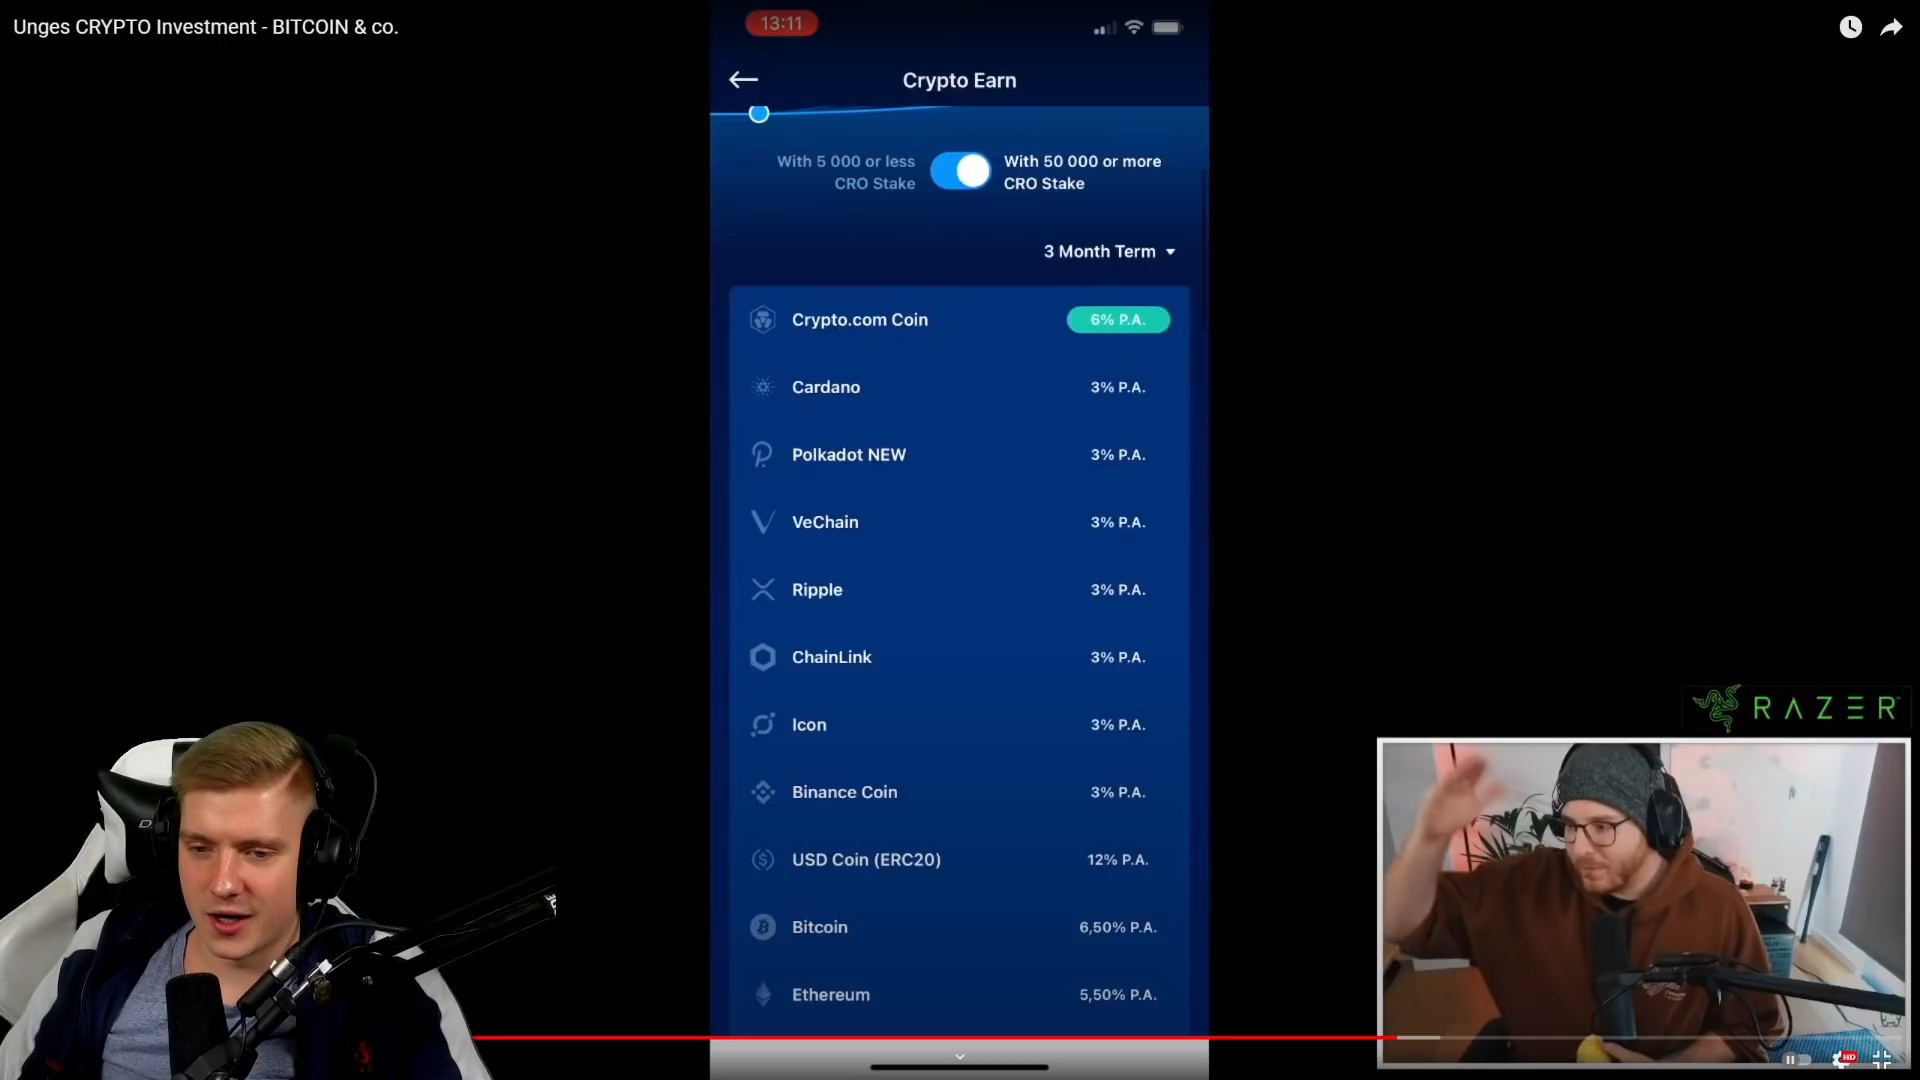 Unges CRYPTO Investment - BITCOIN & co.
13:11
Crypto Earn
With 5 000 or less
CRO Stake
With 50 000 or more
CRO Stake
3 Month Term
Crypto.com Coin 6% P.A.
Cardano 3% P.A.
Polkadot NEW 3% P.A.
VeChain 3% P.A.
Ripple 3% P.A.
ChainLink 3% P.A.
Icon 3% P.A.
Binance Coin 3% P.A.
USD Coin (ERC20) 12% P.A.
Bitcoin 6,50% P.A.
Ethereum 5,50% P.A.
RAZER
HD